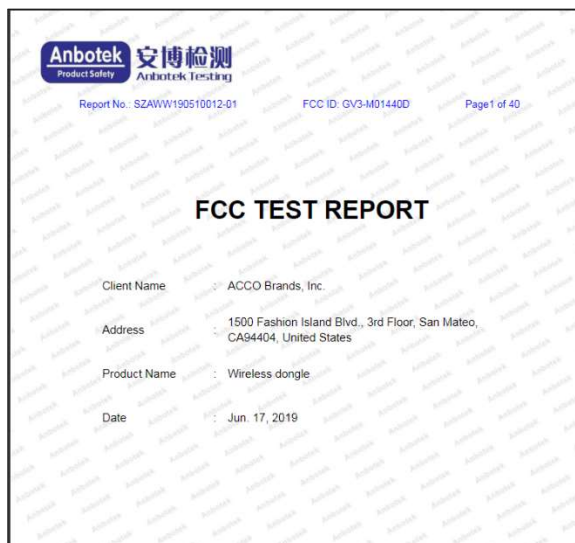 Anbotek
Product Safety
安博检测
Anbotek Testing
Report No.: SZAWW190510012-01 FCC ID: GV3-M01440D Page1 of 40
FCC TEST REPORT
Client Name : ACCO Brands, Inc.
Address : 1500 Fashion Island Blvd., 3rd Floor, San Mateo,
CA94404, United States
Product Name : Wireless dongle
Date : Jun. 17, 2019